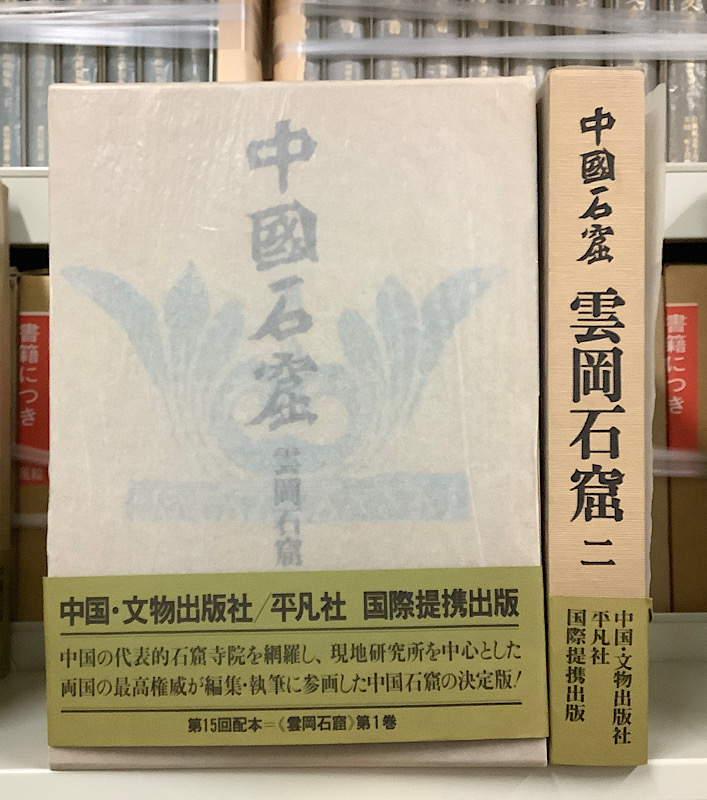 中國石窟
雲岡石窟
中国・文物出版社/平凡社 国際提携出版
中国の代表的石窟寺院を網羅し、現地研究所を中心とした
両国の最高権威が編集・執筆に参画した中国石窟の決定版!
第15回配本=《雲岡石窟》第1巻
中國石窟
雲岡石窟 二
中国・文物出版社
平凡社
国際提携出版
書籍につき
書籍につき